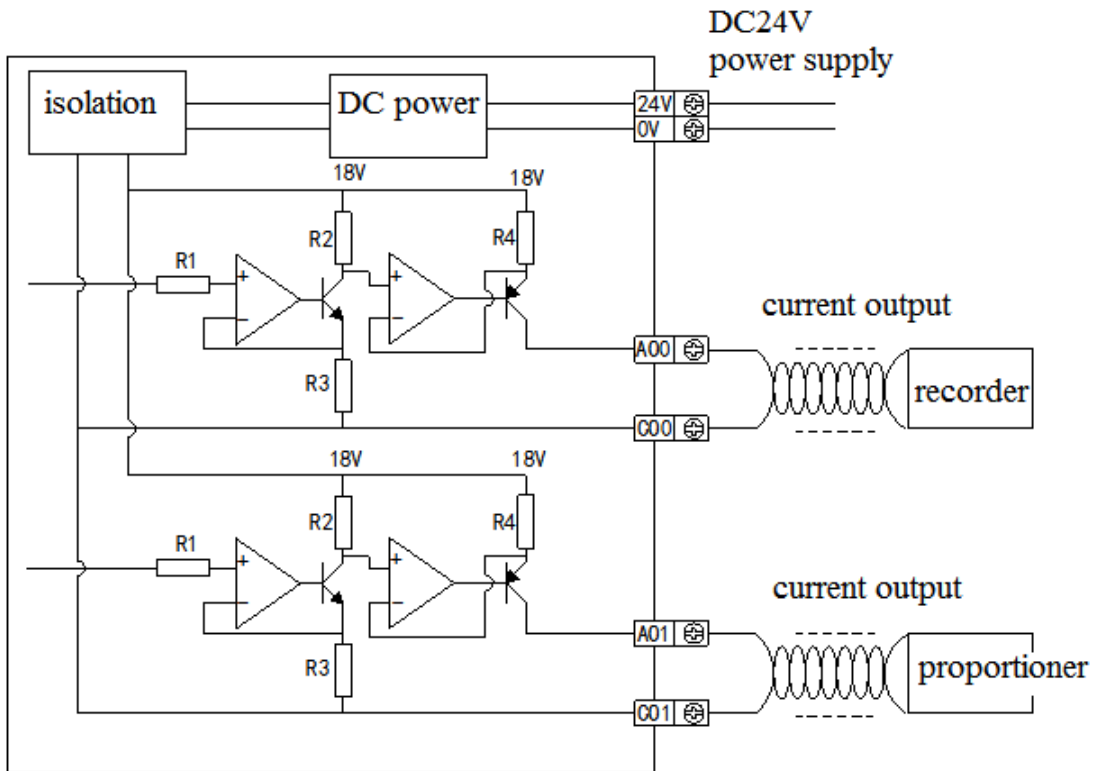 DC24V
power supply
isolation
DC power
24V
0V
18V
18V
R2
R4
R1
+
−
+
−
current output
A00
R3
recorder
C00
18V
18V
R2
R4
R1
+
−
+
−
current output
A01
R3
proportioner
C01